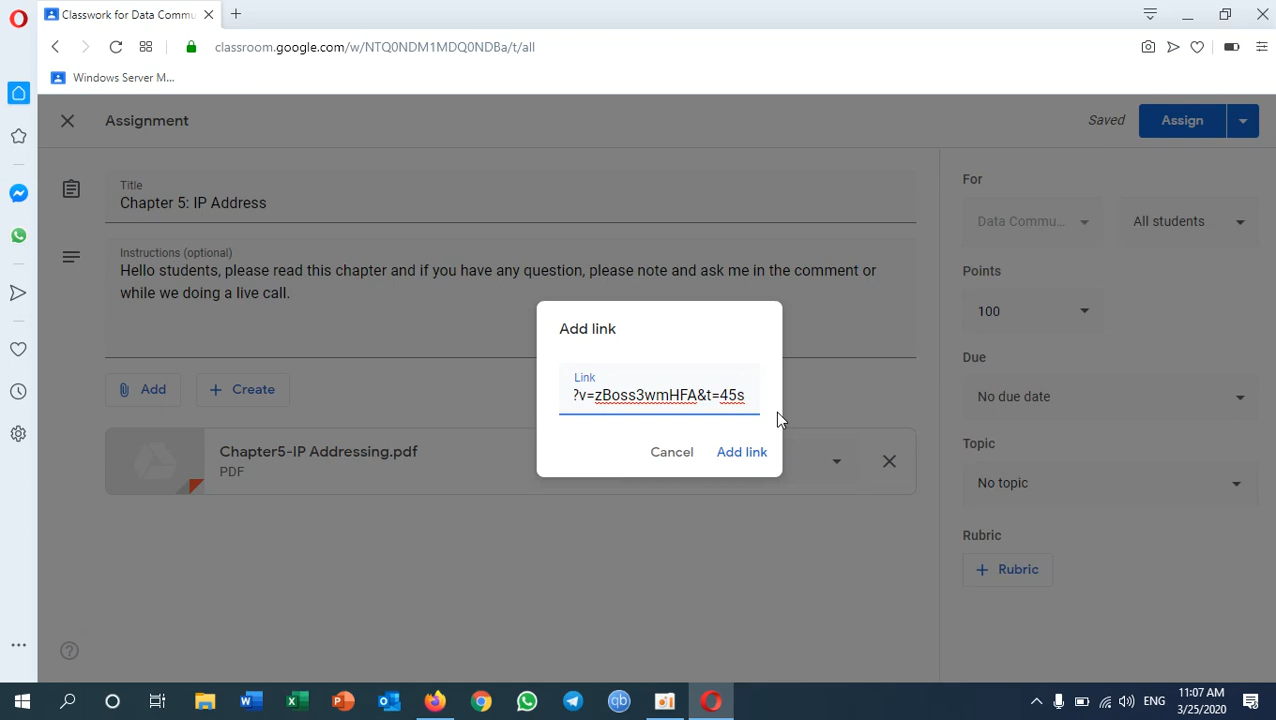 Classwork for Data Commu
classroom.google.com/w/NTQ0NDM1MDQ0NDBa/t/all
Windows Server M...
Assignment
Saved
Assign
Title
Chapter 5: IP Address
Instructions (optional)
Hello students, please read this chapter and if you have any question, please note and ask me in the comment or
while we doing a live call.
Add
Create
Chapter5-IP Addressing.pdf
PDF
Add link
Link
?v=zBoss3wmHFA&t=45s
Cancel
Add link
For
Data Commu...
All students
Points
100
Due
No due date
Topic
No topic
Rubric
Rubric
ENG
11:07 AM
3/25/2020